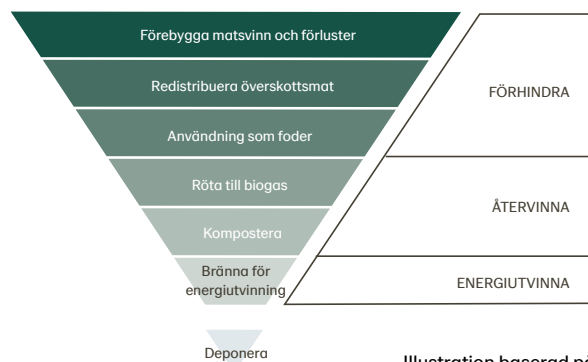 Förebygga matsvinn och förluster
Redistribuera överskottsmat
Användning som foder
Röta till biogas
Kompostera
Bränna för
energiutvinning
Deponera
FÖRHINDRA
ÅTERVINNA
ENERGIUTVINNA
Illustration baserad